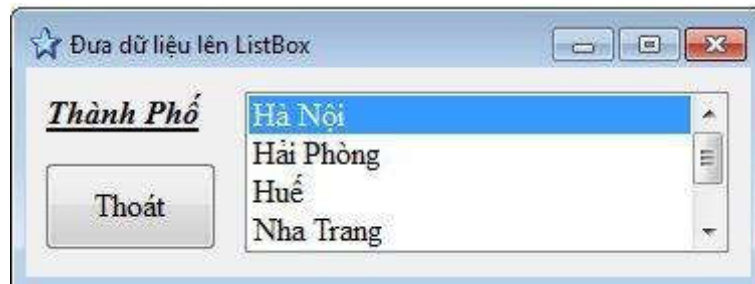 Đưa dữ liệu lên ListBox
Thành Phố
Hà Nội
Hải Phòng
Huế
Nha Trang
Thoát